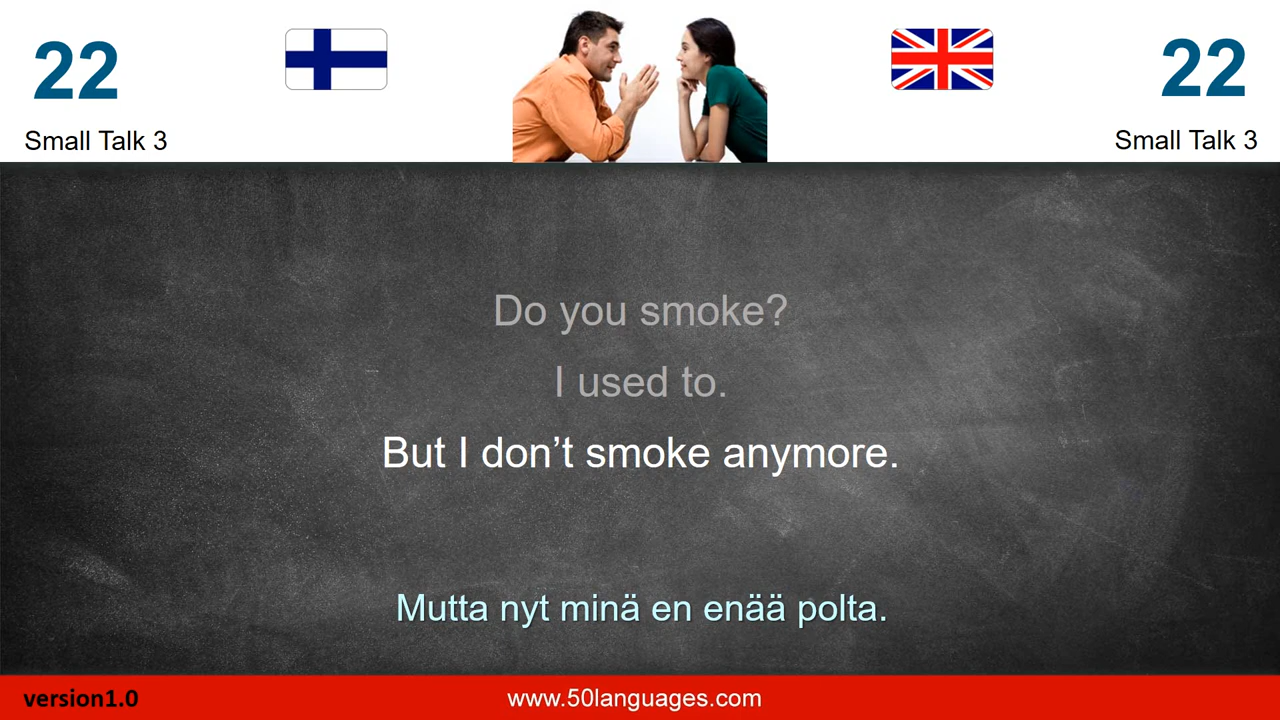 22
22
Small Talk 3
Small Talk 3
Do you smoke?
I used to.
But I don’t smoke anymore.
Mutta nyt minä en enää polta.
version1.0
www.50languages.com